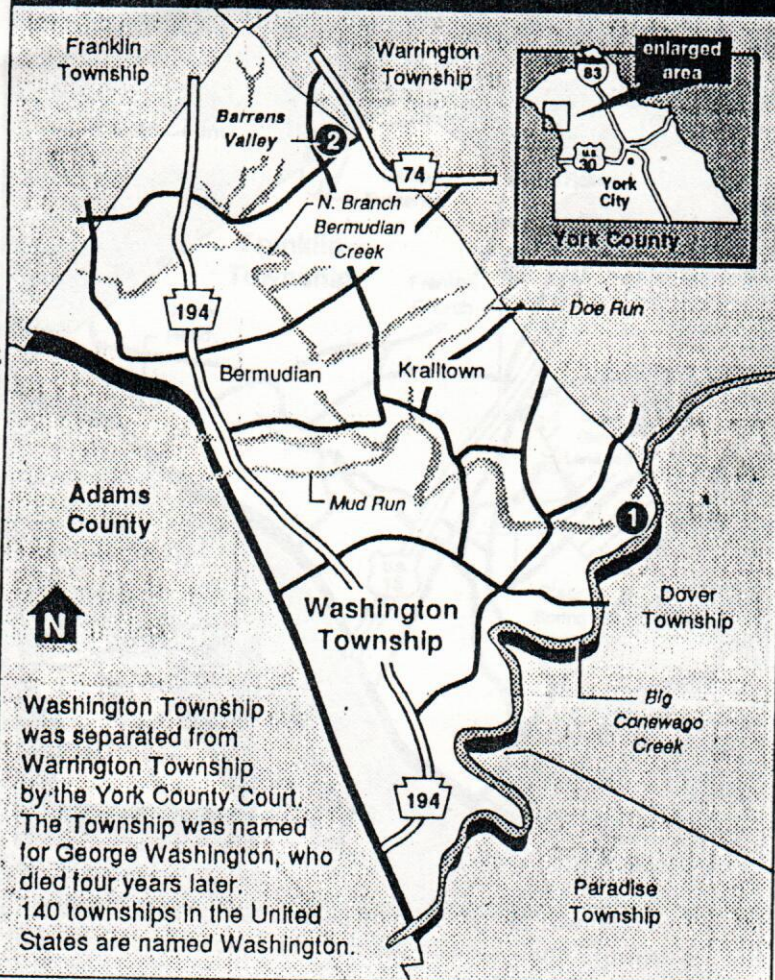 Franklin
Township
Warrington
Township
enlarged
area
83
U.S.
30
York
City
York County
Barrens
Valley
2
74
N. Branch
Bermudian
Creek
194
Doe Run
Bermudian
Kralltown
Adams
County
Mud Run
1
N
Washington
Township
Dover
Township
Big
Conewago
Creek
194
Washington Township
was separated from
Warrington Township
by the York County Court.
The Township was named
for George Washington, who
died four years later.
140 townships in the United
States are named Washington.
Paradise
Township